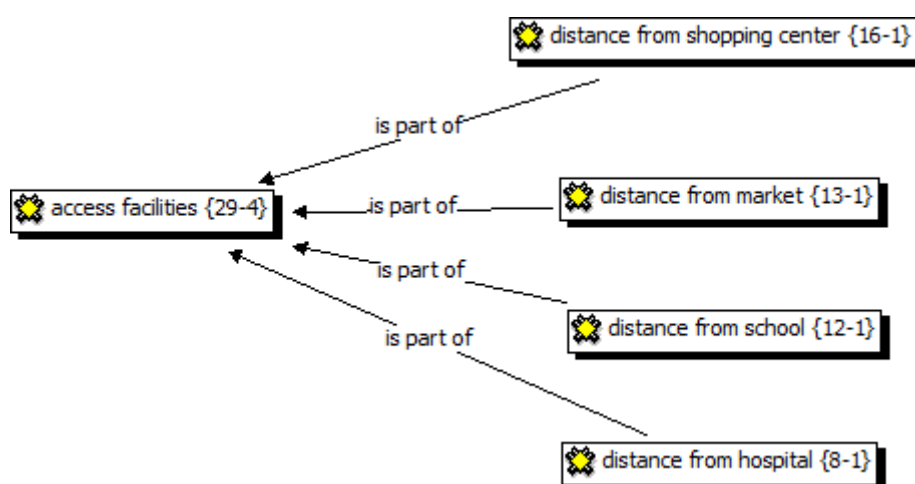 distance from shopping center {16-1}
is part of
access facilities {29-4}
is part of
distance from market {13-1}
is part of
distance from school {12-1}
is part of
distance from hospital {8-1}